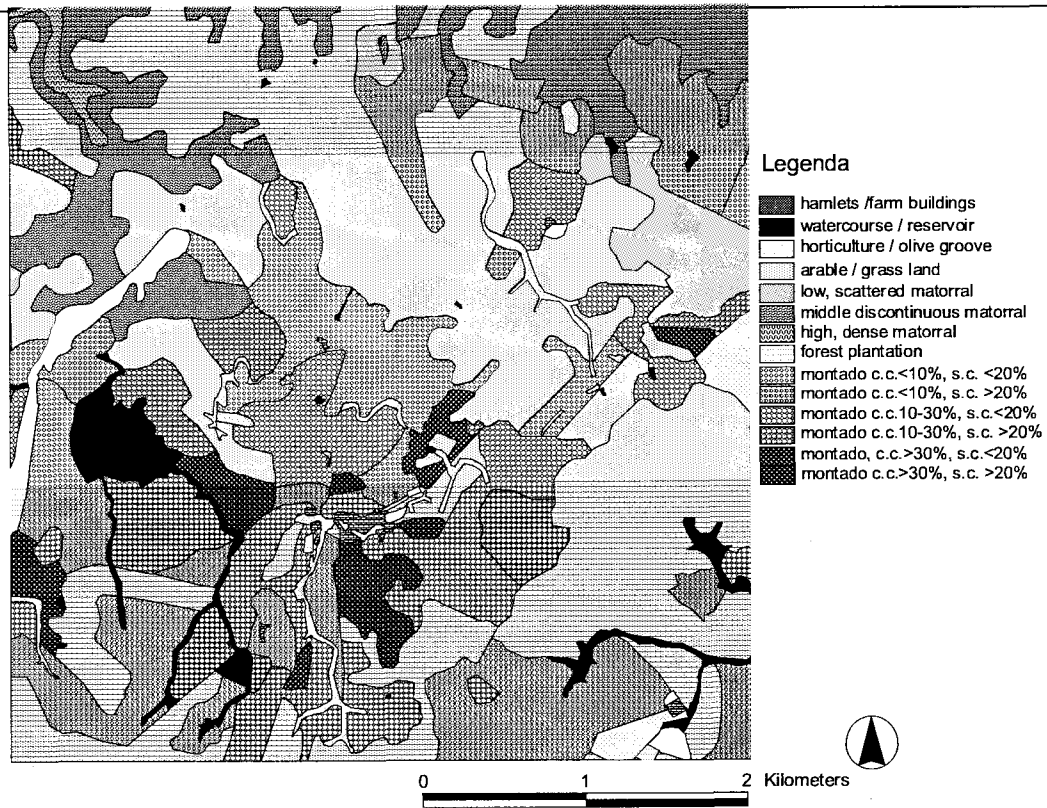 Legenda
hamlets /farm buildings
watercourse / reservoir
horticulture / olive groove
arable / grass land
low, scattered matorral
middle discontinuous matorral
high, dense matorral
forest plantation
montado c.c.<10%, s.c. <20%
montado c.c.<10%, s.c. >20%
montado c.c.10-30%, s.c.<20%
montado c.c.10-30%, s.c. >20%
montado, c.c.>30%, s.c.<20%
montado c.c.>30%, s.c. >20%
0 1 2 Kilometers